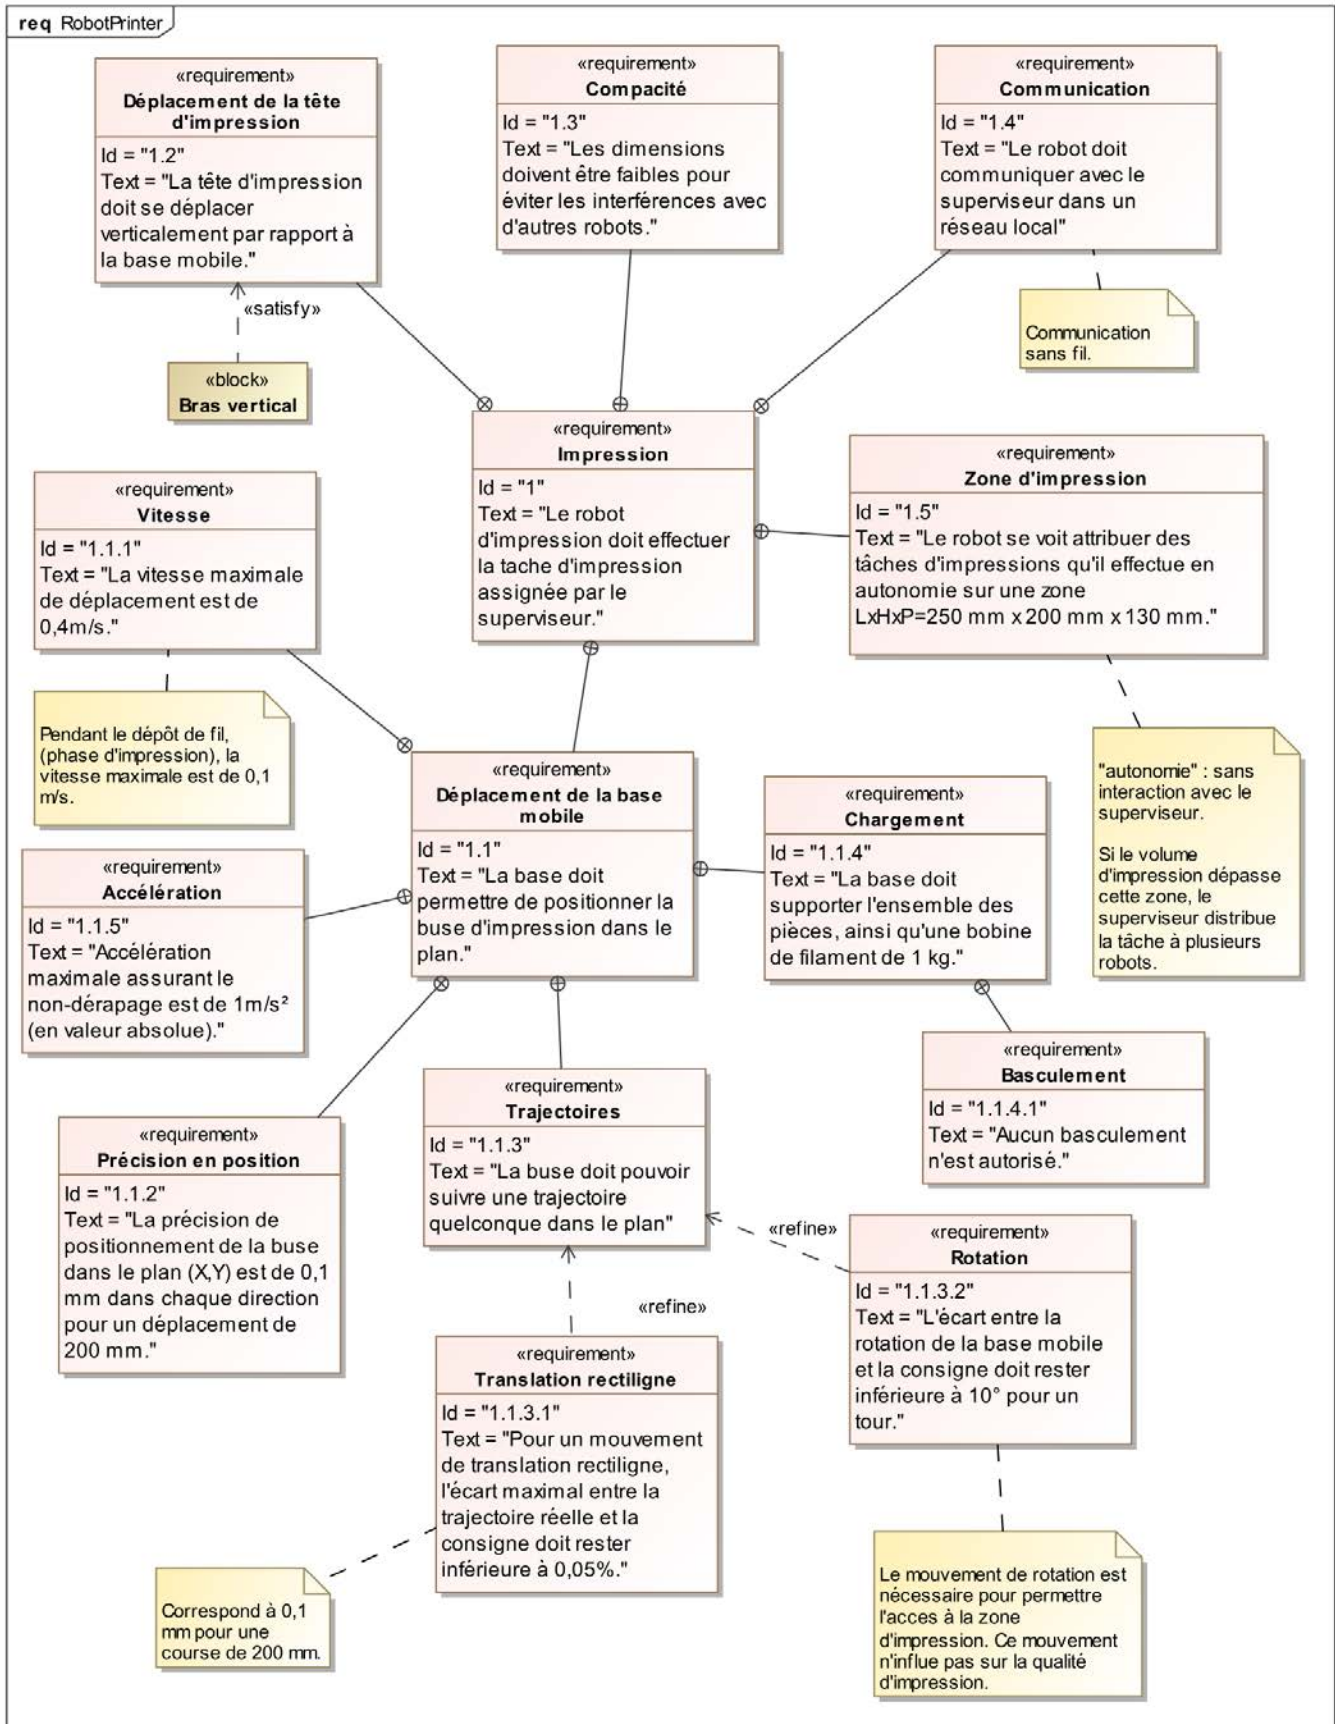 req RobotPrinter
«requirement»
Déplacement de la tête
d'impression
Id = "1.2"
Text = "La tête d'impression
doit se déplacer
verticalement par rapport à
la base mobile."
«requirement»
Compacité
Id = "1.3"
Text = "Les dimensions
doivent être faibles pour
éviter les interférences avec
d'autres robots."
«requirement»
Communication
Id = "1.4"
Text = "Le robot doit
communiquer avec le
superviseur dans un
réseau local"
«satisfy»
Communication
sans fil.
«block»
Bras vertical
«requirement»
Impression
Id = "1"
Text = "Le robot
d'impression doit effectuer
la tache d'impression
assignée par le
superviseur."
«requirement»
Zone d'impression
Id = "1.5"
Text = "Le robot se voit attribuer des
tâches d'impressions qu'il effectue en
autonomie sur une zone
LxHxP=250 mm x 200 mm x 130 mm."
«requirement»
Vitesse
Id = "1.1.1"
Text = "La vitesse maximale
de déplacement est de
0,4m/s."
Pendant le dépôt de fil,
(phase d'impression), la
vitesse maximale est de 0,1
m/s.
«requirement»
Déplacement de la base
mobile
Id = "1.1"
Text = "La base doit
permettre de positionner la
buse d'impression dans le
plan."
«requirement»
Chargement
Id = "1.1.4"
Text = "La base doit
supporter l'ensemble des
pièces, ainsi qu'une bobine
de filament de 1 kg."
"autonomie" : sans
interaction avec le
superviseur.
Si le volume
d'impression dépasse
cette zone, le
superviseur distribue
la tâche à plusieurs
robots.
«requirement»
Accélération
Id = "1.1.5"
Text = "Accélération
maximale assurant le
non-dérapage est de 1m/s²
(en valeur absolue)."
«requirement»
Basculement
Id = "1.1.4.1"
Text = "Aucun basculement
n'est autorisé."
«requirement»
Trajectoires
Id = "1.1.3"
Text = "La buse doit pouvoir
suivre une trajectoire
quelconque dans le plan"
«requirement»
Précision en position
Id = "1.1.2"
Text = "La précision de
positionnement de la buse
dans le plan (X,Y) est de 0,1
mm dans chaque direction
pour un déplacement de
200 mm."
«refine»
«requirement»
Rotation
Id = "1.1.3.2"
Text = "L'écart entre la
rotation de la base mobile
et la consigne doit rester
inférieure à 10° pour un
tour."
«refine»
«requirement»
Translation rectiligne
Id = "1.1.3.1"
Text = "Pour un mouvement
de translation rectiligne,
l'écart maximal entre la
trajectoire réelle et la
consigne doit rester
inférieure à 0,05%."
Correspond à 0,1
mm pour une
course de 200 mm.
Le mouvement de rotation est
nécessaire pour permettre
l'acces à la zone
d'impression. Ce mouvement
n'influe pas sur la qualité
d'impression.